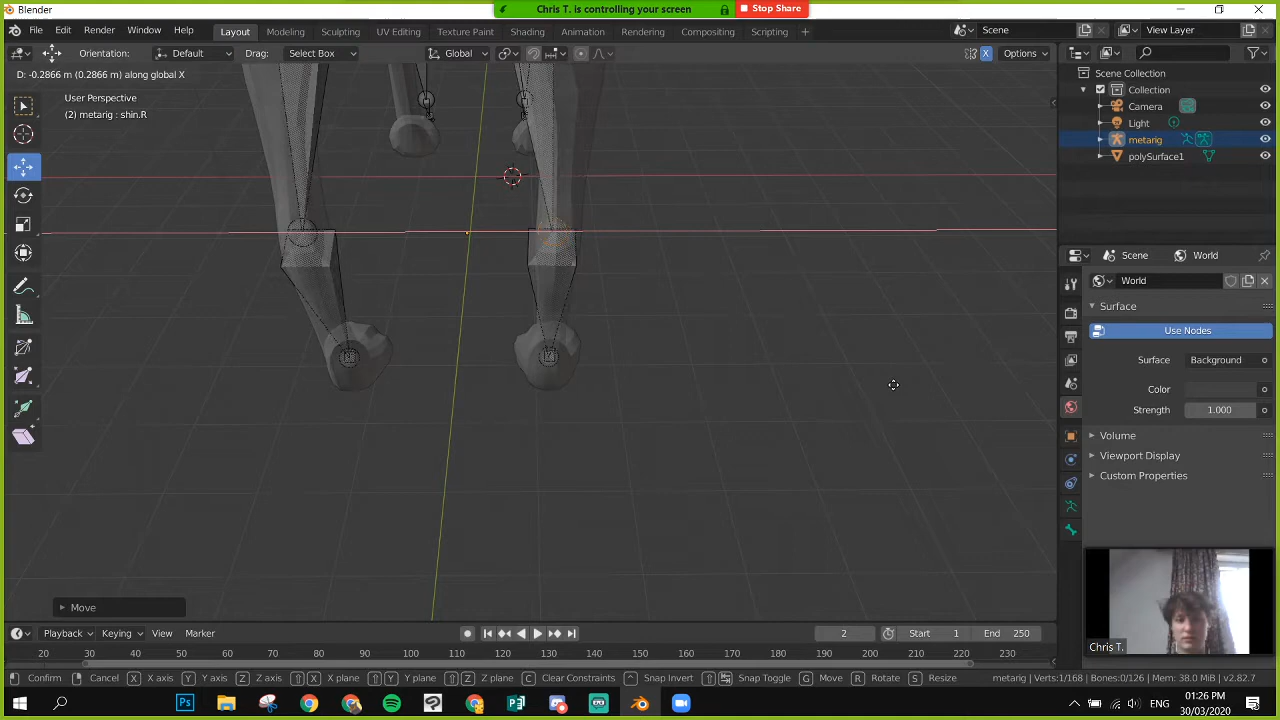 Blender
Chris T. is controlling your screen
Stop Share
File Edit Render Window Help
Layout Modeling Sculpting UV Editing Texture Paint Shading Animation Rendering Compositing Scripting +
Scene
View Layer
Orientation: Default Drag: Select Box Global X Options
D: -0.2866 m (0.2866 m) along global X
User Perspective
(2) metarig : shin.R
Scene Collection
Collection
Camera
Light
metarig
polySurface1
Scene World
World
Surface
Use Nodes
Surface Background
Color
Strength 1.000
Volume
Viewport Display
Custom Properties
Move
Chris T.
Playback Keying View Marker 2 Start 1 End 250
20 30 40 50 60 70 80 90 100 110 120 130 140 150 160 170 180 190 200 210 220 230
Confirm Cancel X X axis Y Y axis Z Z axis X X plane Y Y plane Z Z plane C Clear Constraints Snap Invert Snap Toggle G Move R Rotate S Resize metarig | Verts:1/168 | Bones:0/126 | Mem: 38.0 MiB | v2.82.7
ENG
01:26 PM
30/03/2020